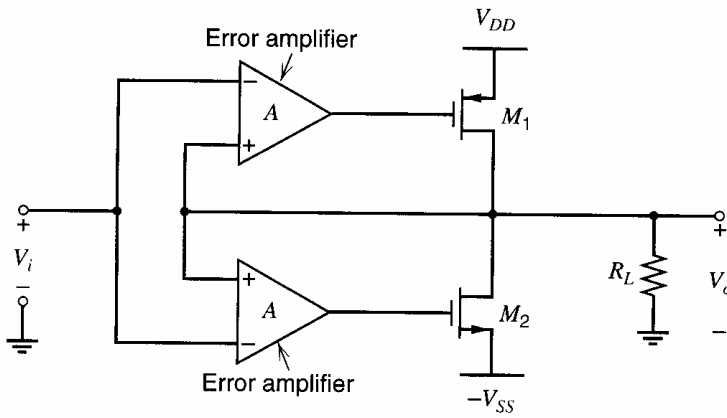 V_DD
Error amplifier
−
A
M_1
+
+
V_i
−
+
R_L
V_o
−
+
A
M_2
−
Error amplifier
−V_SS